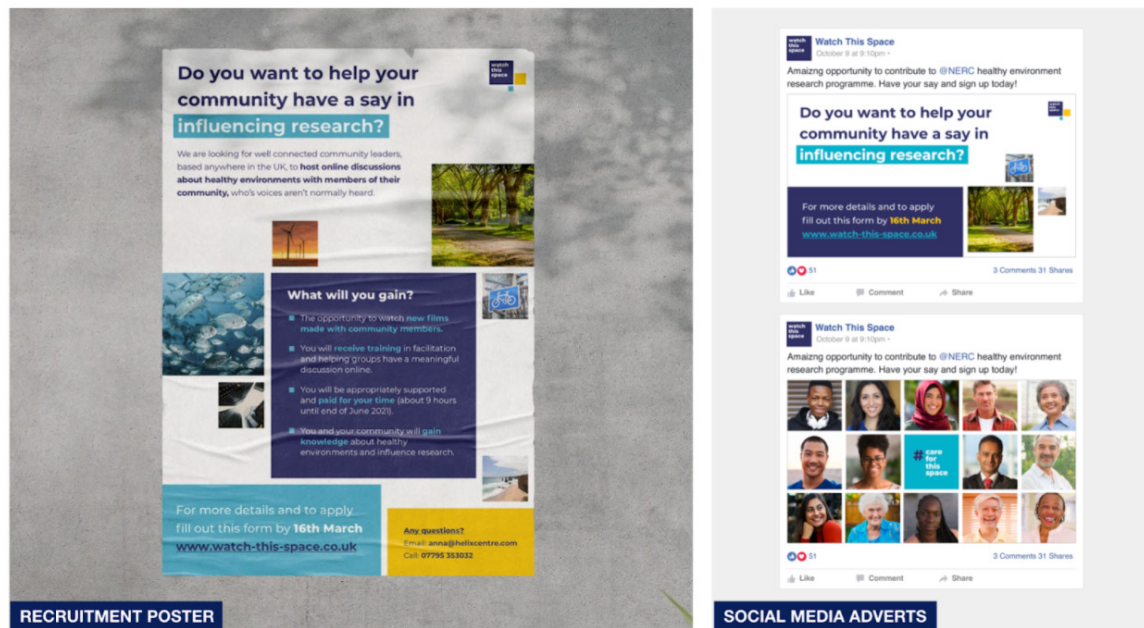 Do you want to help your
community have a say in
influencing research?
watch
this
space
We are looking for well connected community leaders,
based anywhere in the UK, to host online discussions
about healthy environments with members of their
community, who's voices aren't normally heard.
What will you gain?
The opportunity to watch new films
made with community members.
You will receive training in facilitation
and helping groups have a meaningful
discussion online.
You will be appropriately supported
and paid for your time (about 9 hours
until end of June 2021).
You and your community will gain
knowledge about healthy
environments and influence research.
For more details and to apply
fill out this form by 16th March
www.watch-this-space.co.uk
Any questions?
Email: anna@helixcentre.com
Call: 07795 353032
RECRUITMENT POSTER
watch
this
space
Watch This Space
October 9 at 9:10pm •
Amaizng opportunity to contribute to @NERC healthy environment
research programme. Have your say and sign up today!
Do you want to help your
community have a say in
influencing research?
watch
this
space
For more details and to apply
fill out this form by 16th March
www.watch-this-space.co.uk
51
3 Comments 31 Shares
Like Comment Share
watch
this
space
Watch This Space
October 9 at 9:10pm •
Amaizng opportunity to contribute to @NERC healthy environment
research programme. Have your say and sign up today!
# care
for
this
space
51
3 Comments 31 Shares
Like Comment Share
SOCIAL MEDIA ADVERTS